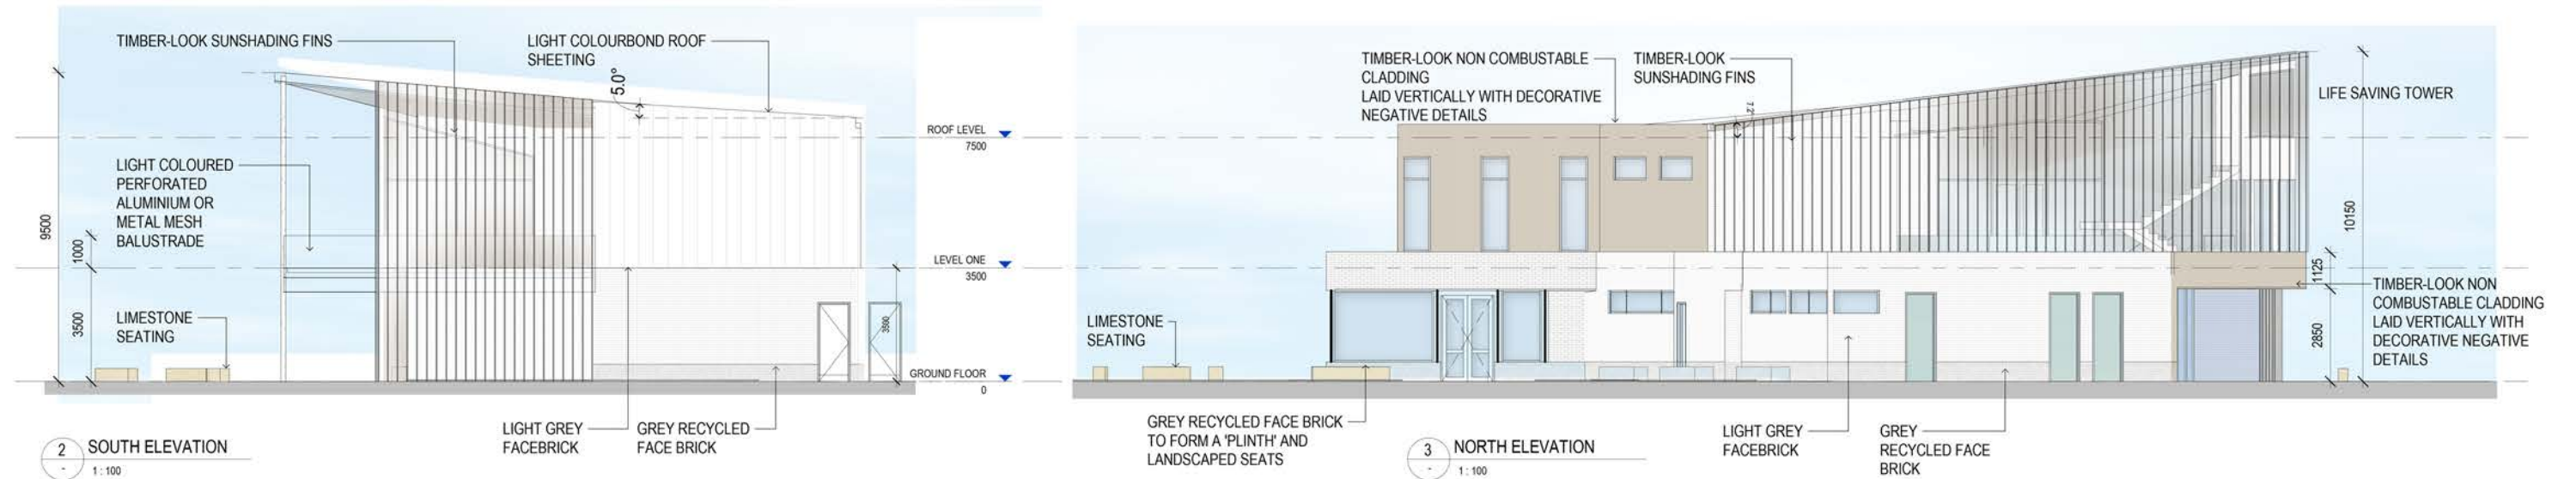 TIMBER-LOOK SUNSHADING FINS
LIGHT COLOURBOND ROOF
SHEETING
5.0°
LIGHT COLOURED
PERFORATED
ALUMINIUM OR
METAL MESH
BALUSTRADE
9500
1000
3500
LIMESTONE
SEATING
ROOF LEVEL
7500
LEVEL ONE
3500
3500
GROUND FLOOR
0
LIGHT GREY
FACEBRICK
GREY RECYCLED
FACE BRICK
2
-
SOUTH ELEVATION
1 : 100
TIMBER-LOOK NON COMBUSTABLE
CLADDING
LAID VERTICALLY WITH DECORATIVE
NEGATIVE DETAILS
TIMBER-LOOK
SUNSHADING FINS
LIFE SAVING TOWER
10150
1125
2850
TIMBER-LOOK NON
COMBUSTABLE CLADDING
LAID VERTICALLY WITH
DECORATIVE NEGATIVE
DETAILS
LIMESTONE
SEATING
GREY RECYCLED FACE BRICK
TO FORM A 'PLINTH' AND
LANDSCAPED SEATS
LIGHT GREY
FACEBRICK
GREY
RECYCLED FACE
BRICK
3
-
NORTH ELEVATION
1 : 100